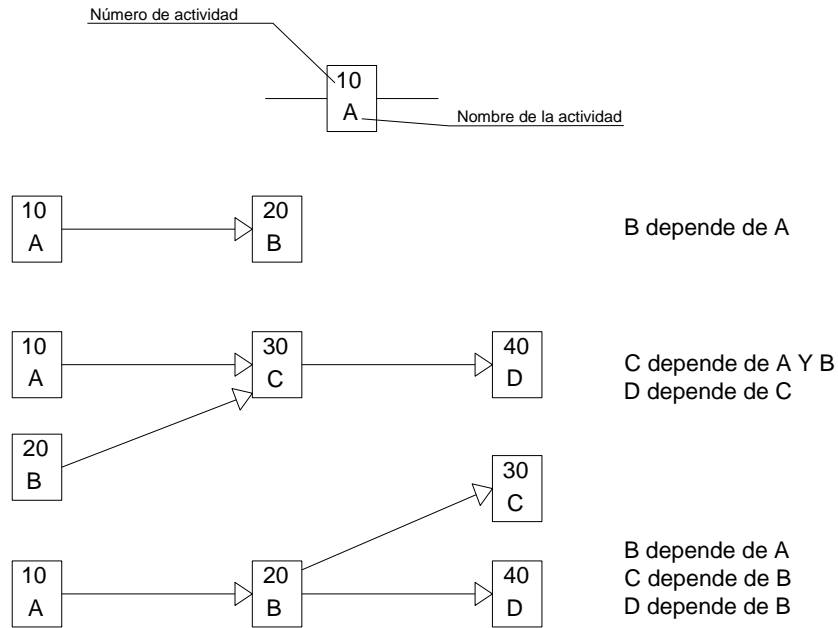 Número de actividad
10
A
Nombre de la actividad
10
A
20
B
B depende de A
10
A
30
C
40
D
C depende de A Y B
D depende de C
20
B
30
C
10
A
20
B
40
D
B depende de A
C depende de B
D depende de B